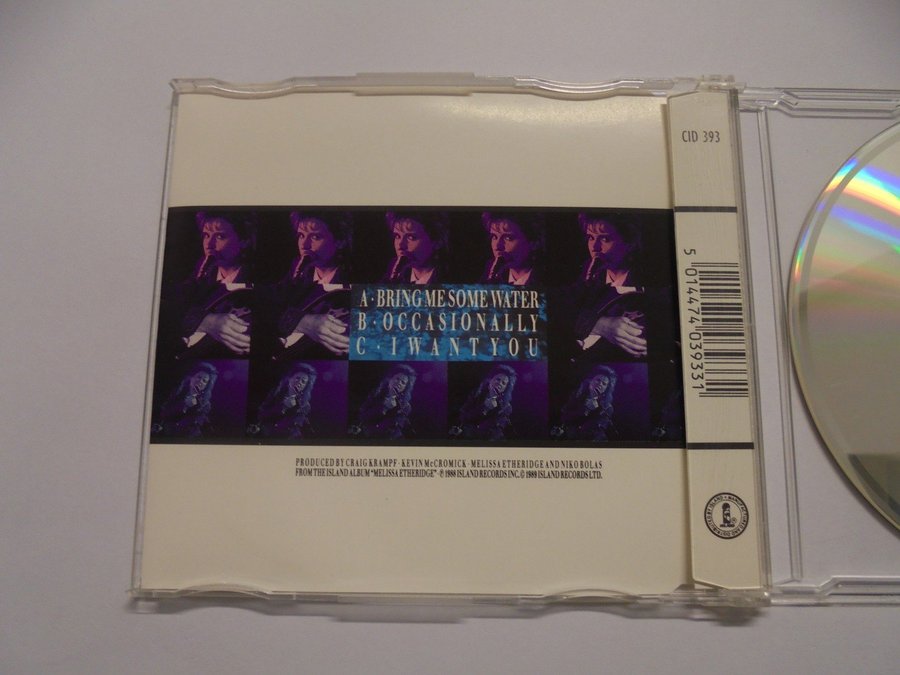 CID 393
A · BRING ME SOME WATER
B · OCCASIONALLY
C · I WANT YOU
5 014474 039331
PRODUCED BY CRAIG KRAMPF · KEVIN McCROMICK · MELISSA ETHERIDGE AND NIKO BOLAS
FROM THE ISLAND ALBUM "MELISSA ETHERIDGE" · ℗ 1988 ISLAND RECORDS INC. © 1989 ISLAND RECORDS LTD.